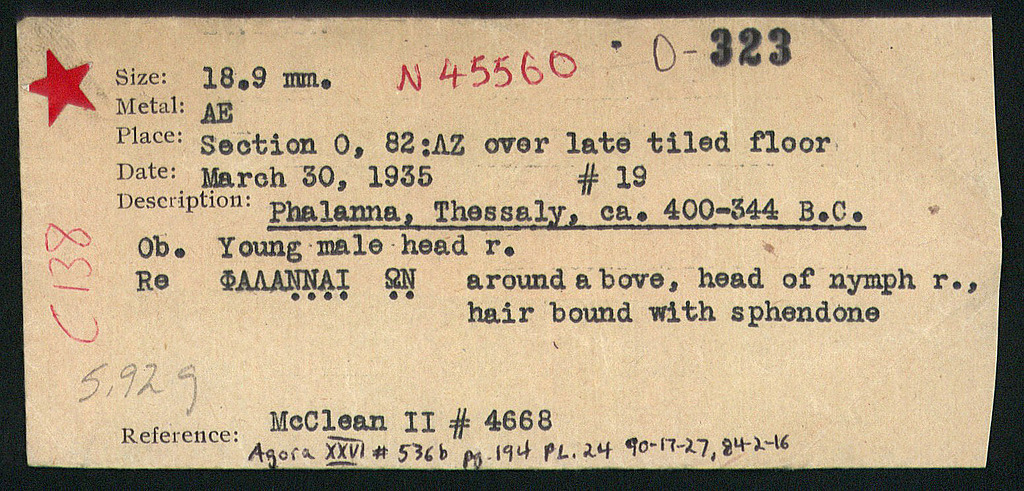 O-323
N 45560
Size: 18.9 mm.
Metal: AE
Place: Section O, 82:ΛΖ over late tiled floor
Date: March 30, 1935 # 19
Description: Phalanna, Thessaly, ca. 400-344 B.C.
Ob. Young male head r.
Re ΦΑΛΑΝΝΑΙ ΩΝ around above, head of nymph r.,
hair bound with sphendone
C138
5,92 g
Reference: McClean II # 4668
Agora XXVI # 536b pg. 194 PL. 24 90-17-27, 84-2-16